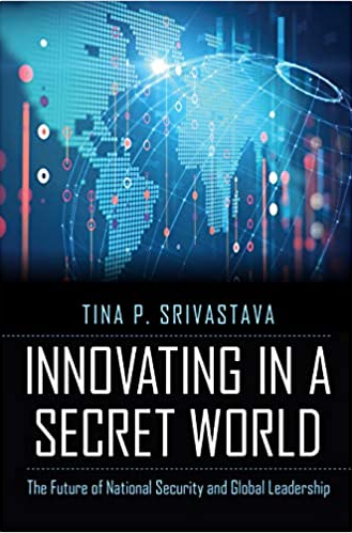 TINA P. SRIVASTAVA
INNOVATING IN A
SECRET WORLD
The Future of National Security and Global Leadership